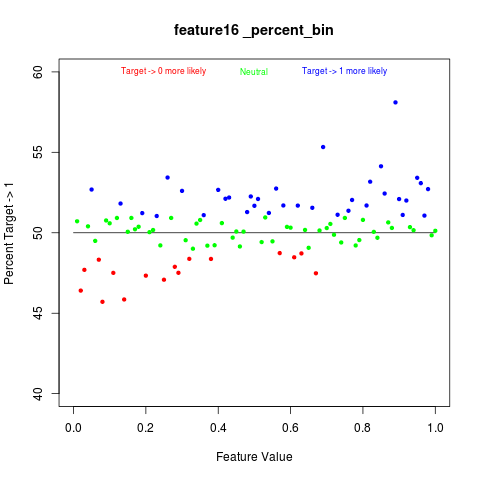 feature16 _percent_bin
Target -> 0 more likely
Neutral
Target -> 1 more likely
Percent Target -> 1
60
55
50
45
40
0.0
0.2
0.4
0.6
0.8
1.0
Feature Value